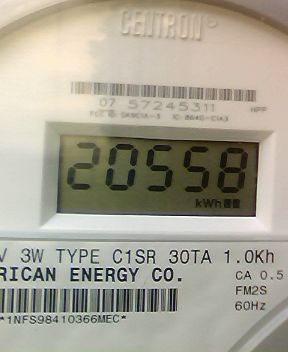 CENTRON®
07 57245311 HPP
20558
kWh
V 3W TYPE C1SR 30TA 1.0Kh
RICAN ENERGY CO.
CA 0.5
FM2S
60Hz
*1NFS98410366MEC*